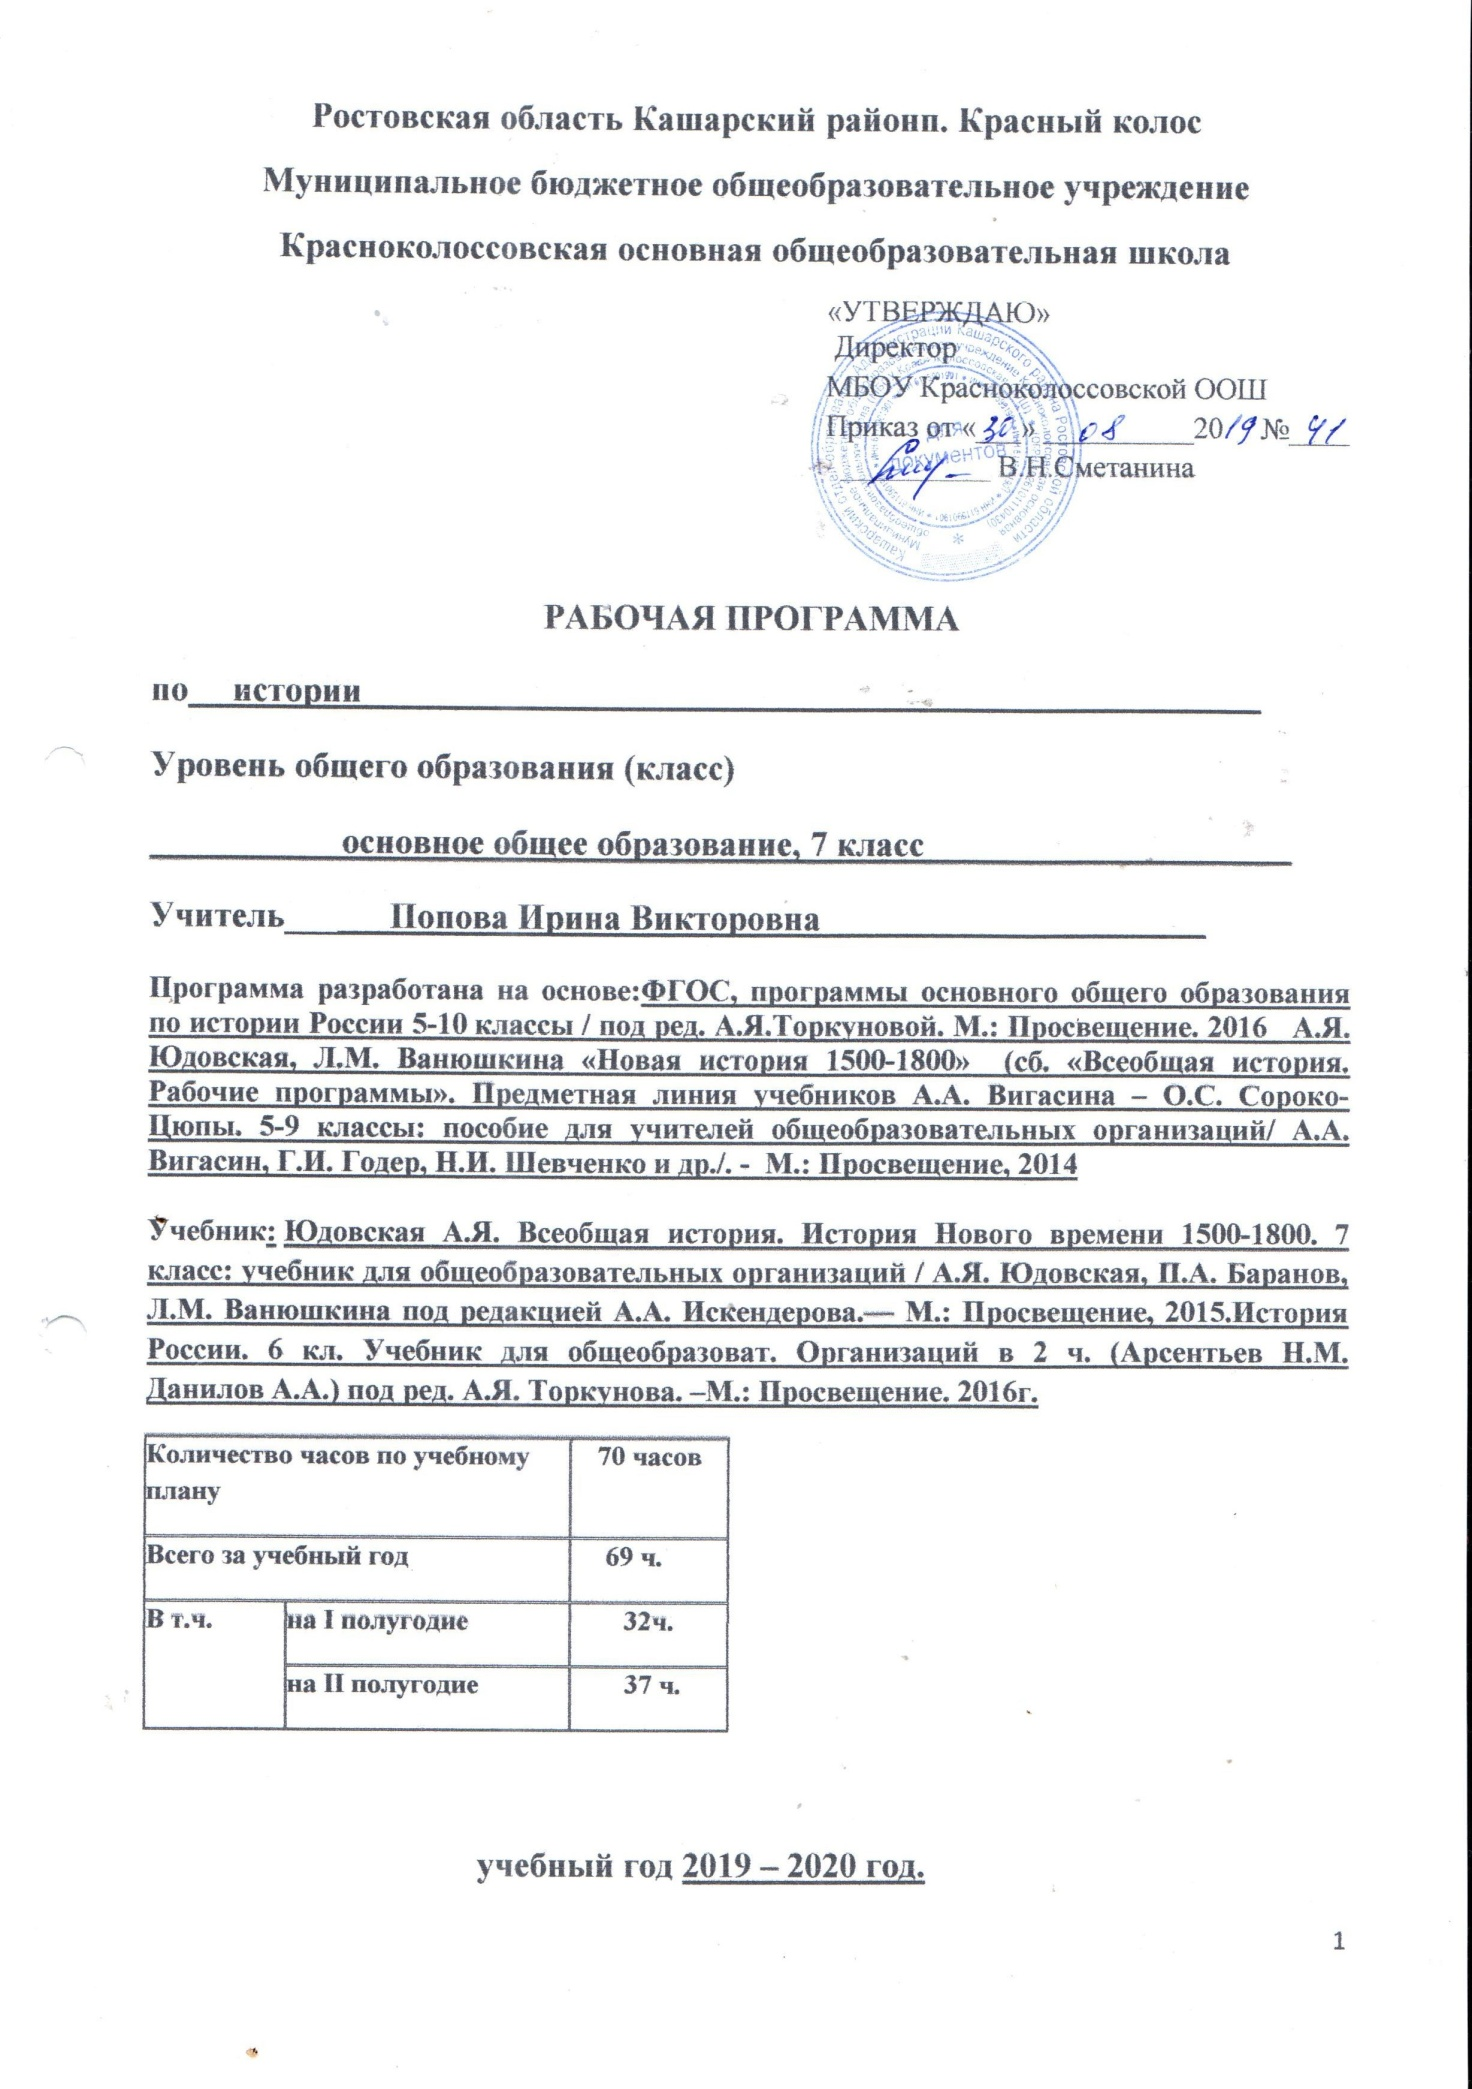 Ростовская область Кашарский районп. Красный колос
Муниципальное бюджетное общеобразовательное учреждение
Красноколоссовская основная общеобразовательная школа
«УТВЕРЖДАЮ»
Директор
МБОУ Красноколоссовской ООШ
Приказ от «30» 08 2019 № 41
В.Н.Сметанина
для
документов
РАБОЧАЯ ПРОГРАММА
по истории
Уровень общего образования (класс)
основное общее образование, 7 класс
Учитель Попова Ирина Викторовна
Программа разработана на основе:ФГОС, программы основного общего образования
по истории России 5-10 классы / под ред. А.Я.Торкуновой. М.: Просвещение. 2016 А.Я.
Юдовская, Л.М. Ванюшкина «Новая история 1500-1800» (сб. «Всеобщая история.
Рабочие программы». Предметная линия учебников А.А. Вигасина – О.С. Сороко-
Цюпы. 5-9 классы: пособие для учителей общеобразовательных организаций/ А.А.
Вигасин, Г.И. Годер, Н.И. Шевченко и др./. - М.: Просвещение, 2014
Учебник: Юдовская А.Я. Всеобщая история. История Нового времени 1500-1800. 7
класс: учебник для общеобразовательных организаций / А.Я. Юдовская, П.А. Баранов,
Л.М. Ванюшкина под редакцией А.А. Искендерова.— М.: Просвещение, 2015.История
России. 6 кл. Учебник для общеобразоват. Организаций в 2 ч. (Арсентьев Н.М.
Данилов А.А.) под ред. А.Я. Торкунова. –М.: Просвещение. 2016г.
Количество часов по учебному 70 часов
плану
Всего за учебный год 69 ч.
В т.ч. на I полугодие 32ч.
на II полугодие 37 ч.
учебный год 2019 – 2020 год.
1